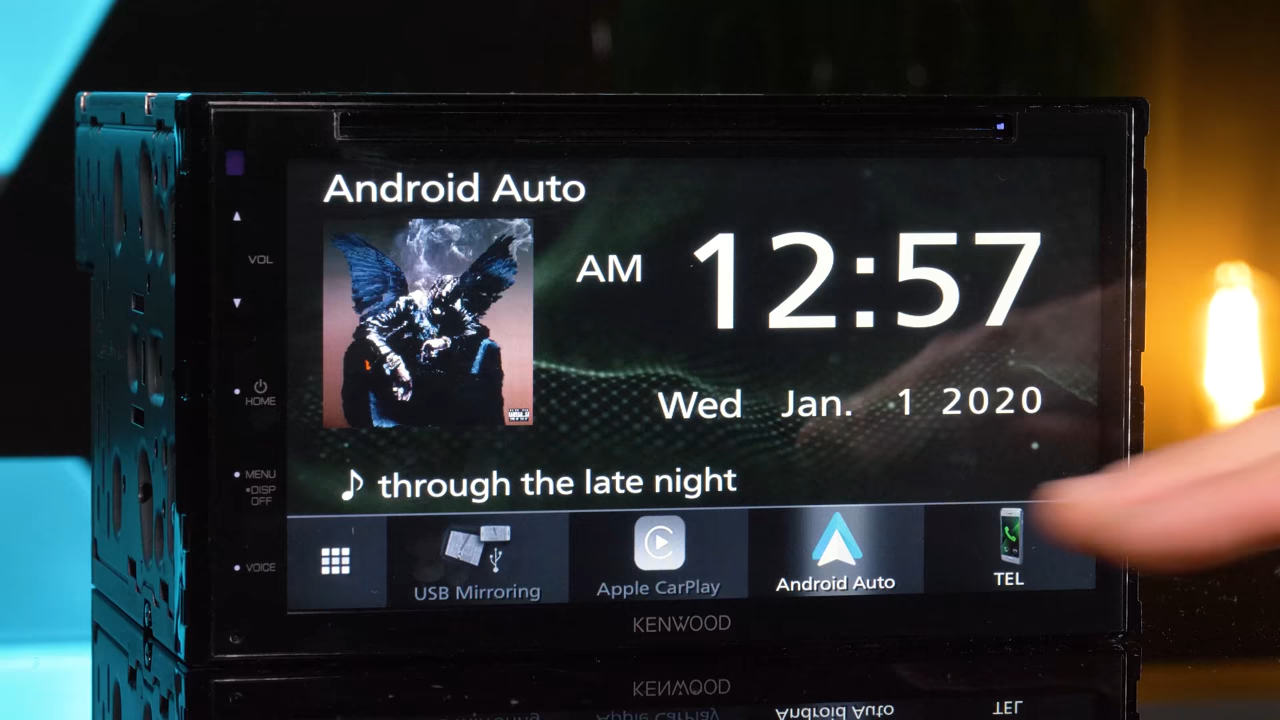 Android Auto
AM 12:57
Wed Jan. 1 2020
♪ through the late night
VOL
HOME
MENU
•DISP
OFF
VOICE
USB Mirroring
Apple CarPlay
Android Auto
TEL
KENWOOD
KENWOOD
TEL
Android Auto
Apple CarPlay